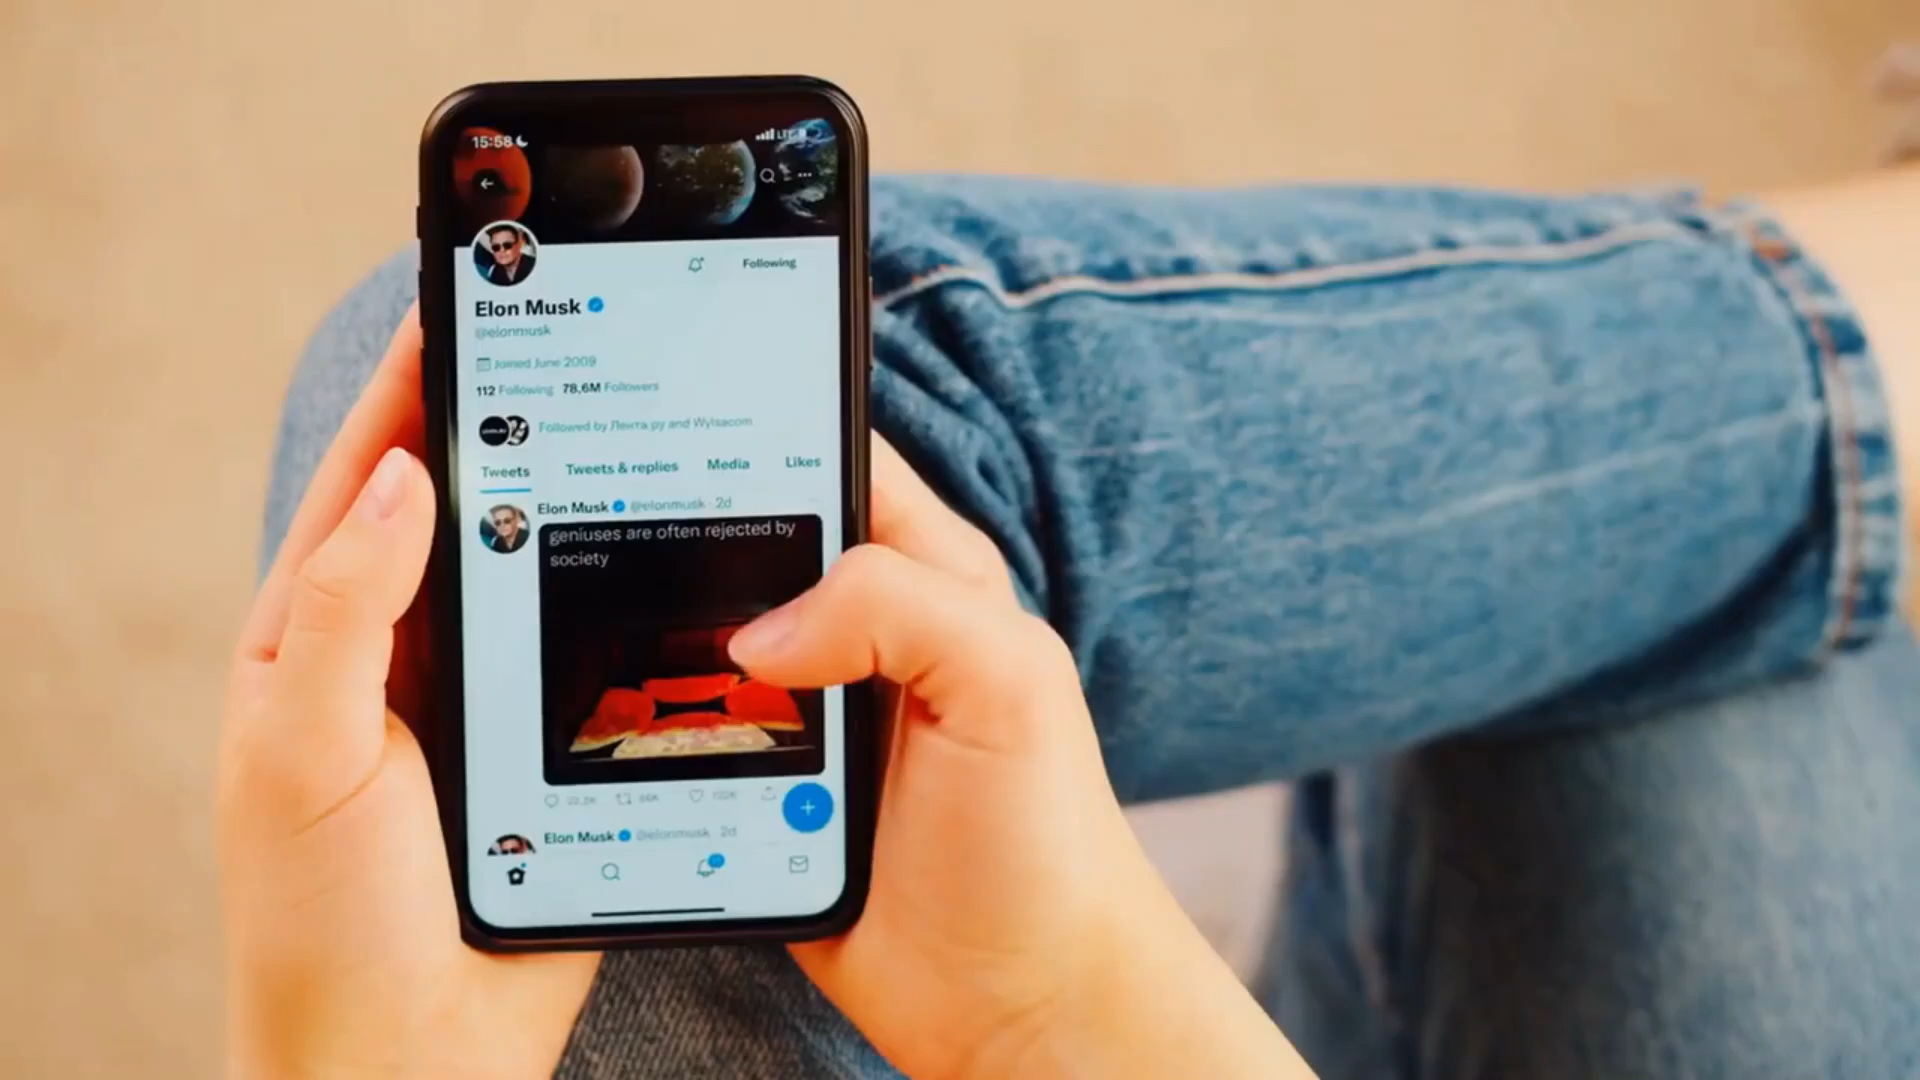 15:58
LTE
Following
Elon Musk
@elonmusk
Joined June 2009
112 Following 78,6M Followers
Followed by Лента ру and Wylsacom
Tweets Tweets & replies Media Likes
Elon Musk @elonmusk · 2d
geniuses are often rejected by
society
66K
Elon Musk @elonmusk · 2d